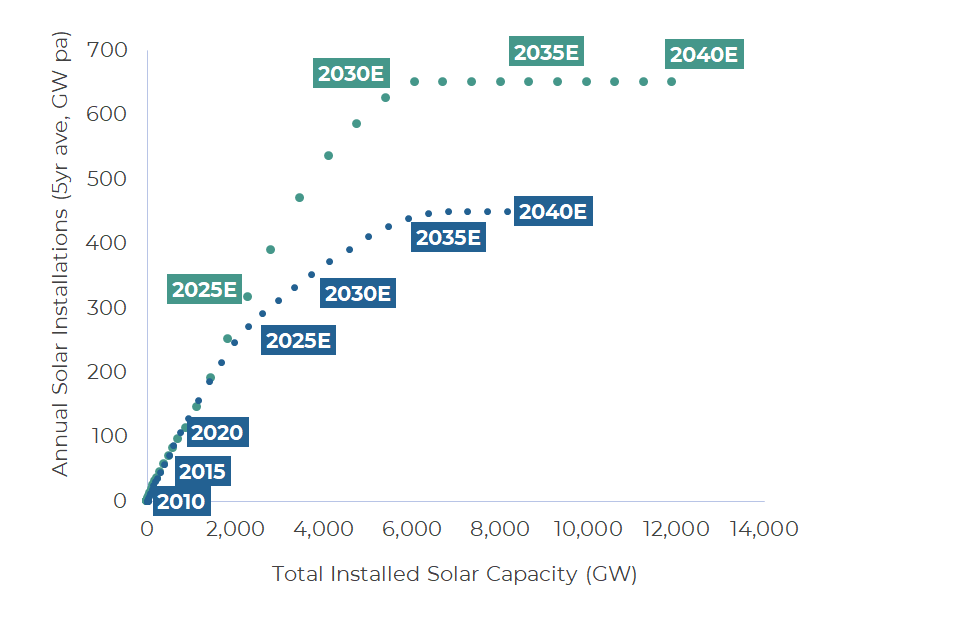 Annual Solar Installations (5yr ave, GW pa)
700
600
500
400
300
200
100
0
2030E
2035E
2040E
2025E
2040E
2035E
2030E
2025E
2020
2015
2010
0
2,000
4,000
6,000
8,000
10,000
12,000
14,000
Total Installed Solar Capacity (GW)